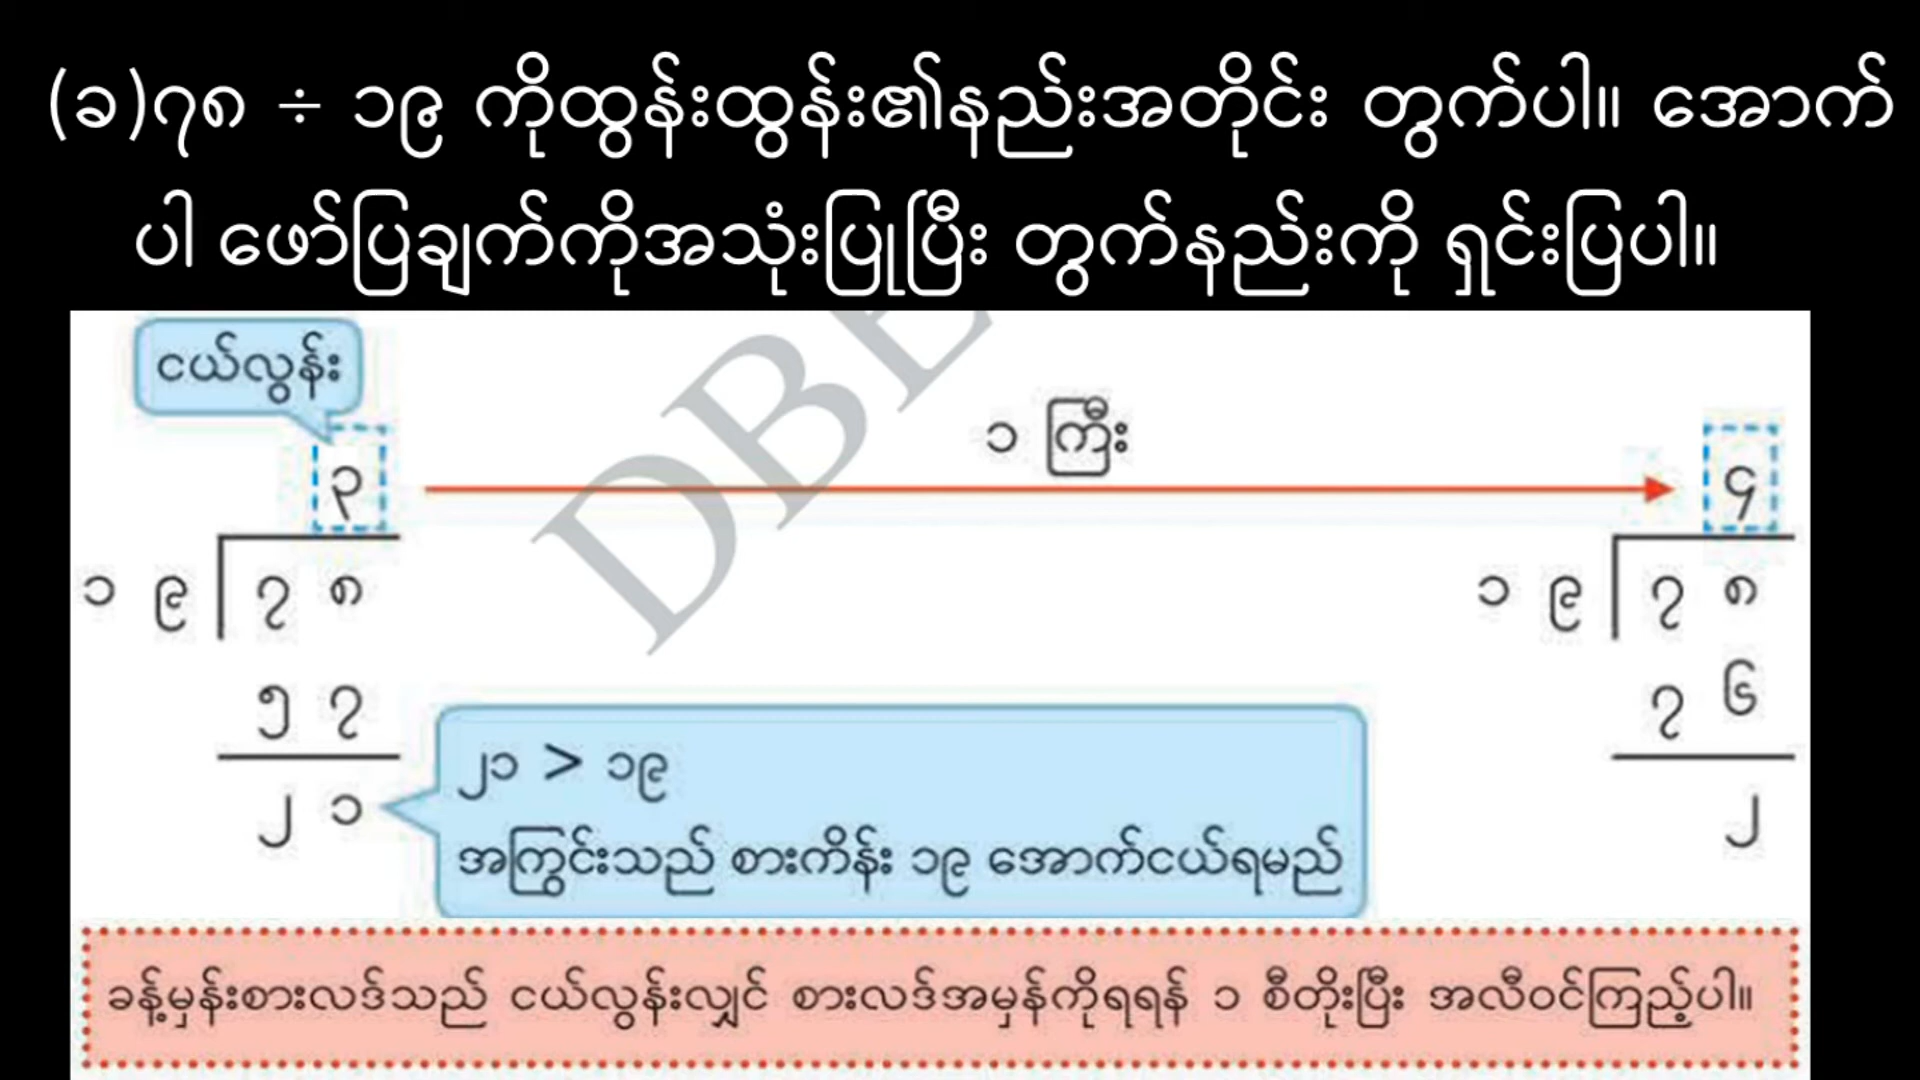 (ခ)၇၈ ÷ ၁၉ ကိုထွန်းထွန်း၏နည်းအတိုင်း တွက်ပါ။ အောက်
ပါ ဖော်ပြချက်ကိုအသုံးပြုပြီး တွက်နည်းကို ရှင်းပြပါ။
ငယ်လွန်း
၁ ကြီး
၃ ၄
၁ ၉ ၇ ၈ ၁ ၉ ၇ ၈
၅ ၇ ၇ ၆
၂ ၁ ၂
၂၁ > ၁၉
အကြွင်းသည် စားကိန်း ၁၉ အောက်ငယ်ရမည်
ခန့်မှန်းစားလဒ်သည် ငယ်လွန်းလျှင် စားလဒ်အမှန်ကိုရရန် ၁ စီတိုးပြီး အလီဝင်ကြည့်ပါ။
DBE